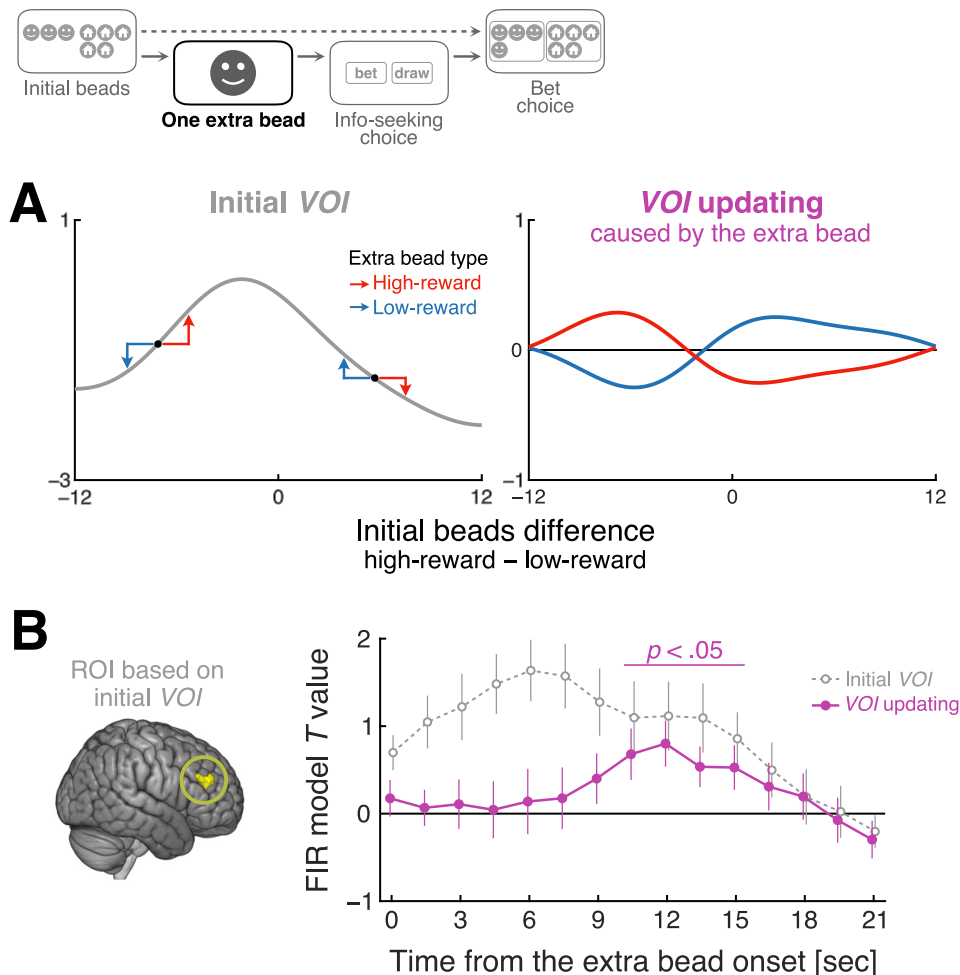 bet draw
Initial beads
One extra bead
Info-seeking
choice
Bet
choice
A
Initial VOI
VOI updating
caused by the extra bead
Extra bead type
High-reward
Low-reward
1
−3
−12
0
12
1
0
−1
−12
0
12
Initial beads difference
high-reward – low-reward
B
ROI based on
initial VOI
FIR model T value
2
1
0
−1
p < .05
Initial VOI
VOI updating
0 3 6 9 12 15 18 21
Time from the extra bead onset [sec]